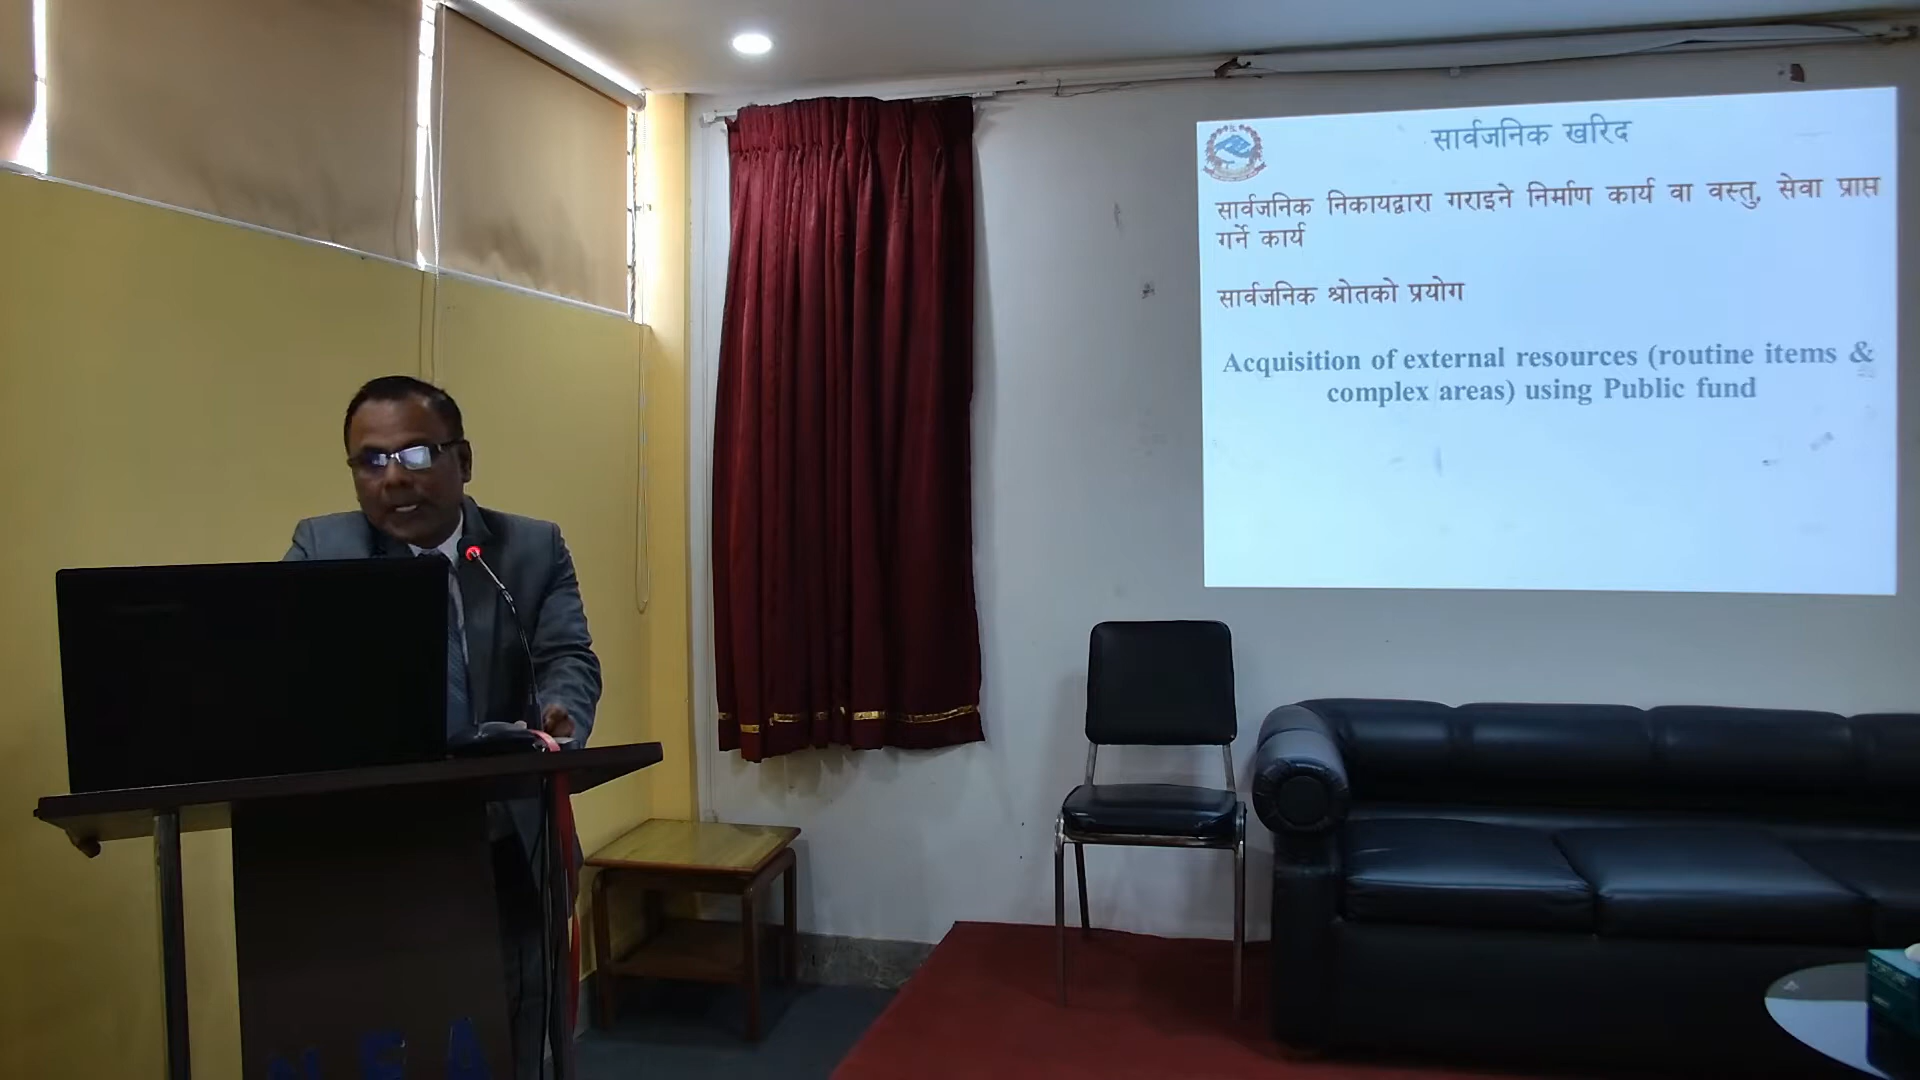 सार्वजनिक खरिद
सार्वजनिक निकायद्वारा गराइने निर्माण कार्य वा वस्तु, सेवा प्राप्त
गर्ने कार्य
सार्वजनिक श्रोतको प्रयोग
Acquisition of external resources (routine items &
complex areas) using Public fund
NEA